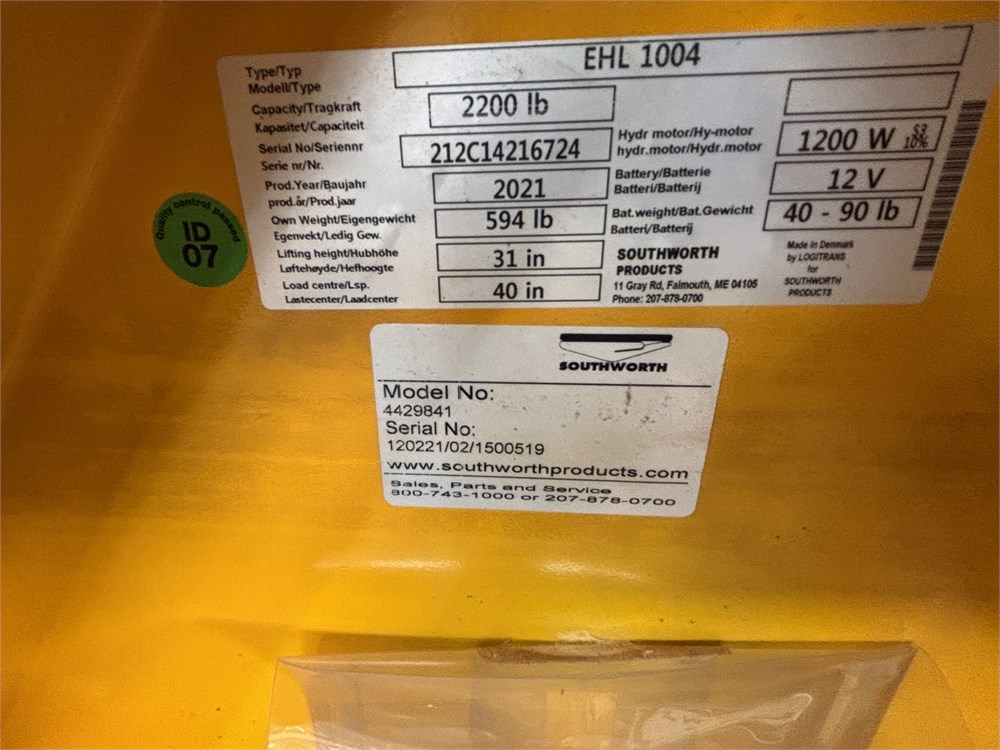 Type/Typ
Modell/Type
EHL 1004
Capacity/Tragkraft
Kapasitet/Capaciteit
2200 lb
Serial No/Seriennr
Serie nr/Nr.
212C14216724
Prod.Year/Baujahr
prod.år/Prod.jaar
2021
Own Weight/Eigengewicht
Egenvekt/Ledig Gew.
594 lb
Lifting height/Hubhöhe
Løftehøyde/Hefhoogte
31 in
Load centre/Lsp.
Lastecenter/Laadcenter
40 in
Hydr motor/Hy-motor
hydr.motor/Hydr.motor
1200 W S3 10%
Battery/Batterie
Batteri/Batterij
12 V
Bat.weight/Bat.Gewicht
Batteri/Batterij
40 - 90 lb
SOUTHWORTH
PRODUCTS
11 Gray Rd, Falmouth, ME 04105
Phone: 207-878-0700
Made in Denmark
by LOGITRANS
for
SOUTHWORTH
PRODUCTS
Quality control passed
ID
07
SOUTHWORTH
Model No:
4429841
Serial No:
120221/02/1500519
www.southworthproducts.com
Sales, Parts and Service
800-743-1000 or 207-878-0700